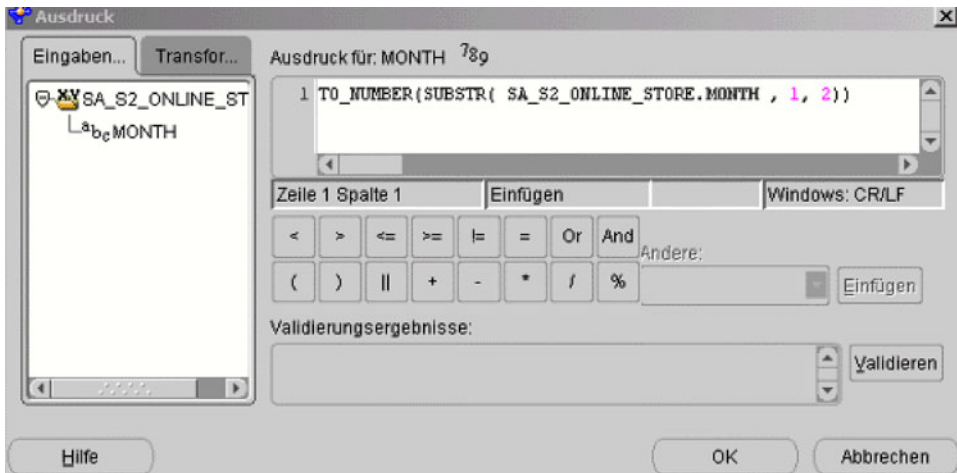 Ausdruck
Eingaben... Transfor...
SA_S2_ONLINE_ST
abc MONTH
Ausdruck für: MONTH 789
1 TO_NUMBER(SUBSTR( SA_S2_ONLINE_STORE.MONTH , 1, 2))
Zeile 1 Spalte 1 Einfügen Windows: CR/LF
< > <= >= != = Or And
Andere:
( ) || + - * / % Einfügen
Validierungsergebnisse:
Validieren
Hilfe OK Abbrechen